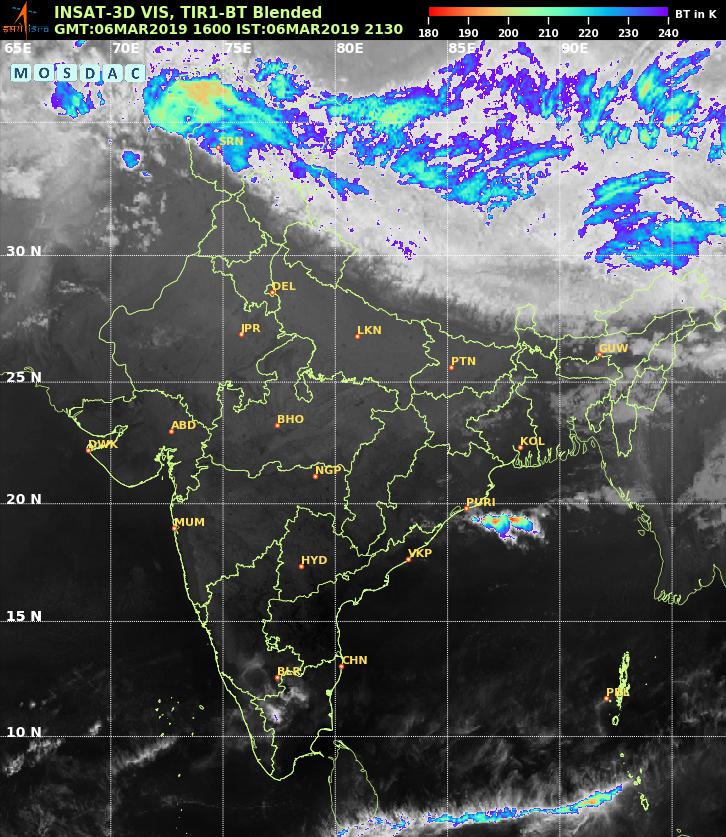 INSAT-3D VIS, TIR1-BT Blended
GMT:06MAR2019 1600 IST:06MAR2019 2130
BT in K
180 190 200 210 220 230 240
65E 70E 75E 80E 85E 90E
M O S D A C
SRN
30 N
DEL
JPR
LKN
GUW
PTN
25 N
ABD
BHO
DWK
KOL
NGP
20 N
PURI
MUM
VKP
HYD
15 N
CHN
BLR
PBL
10 N